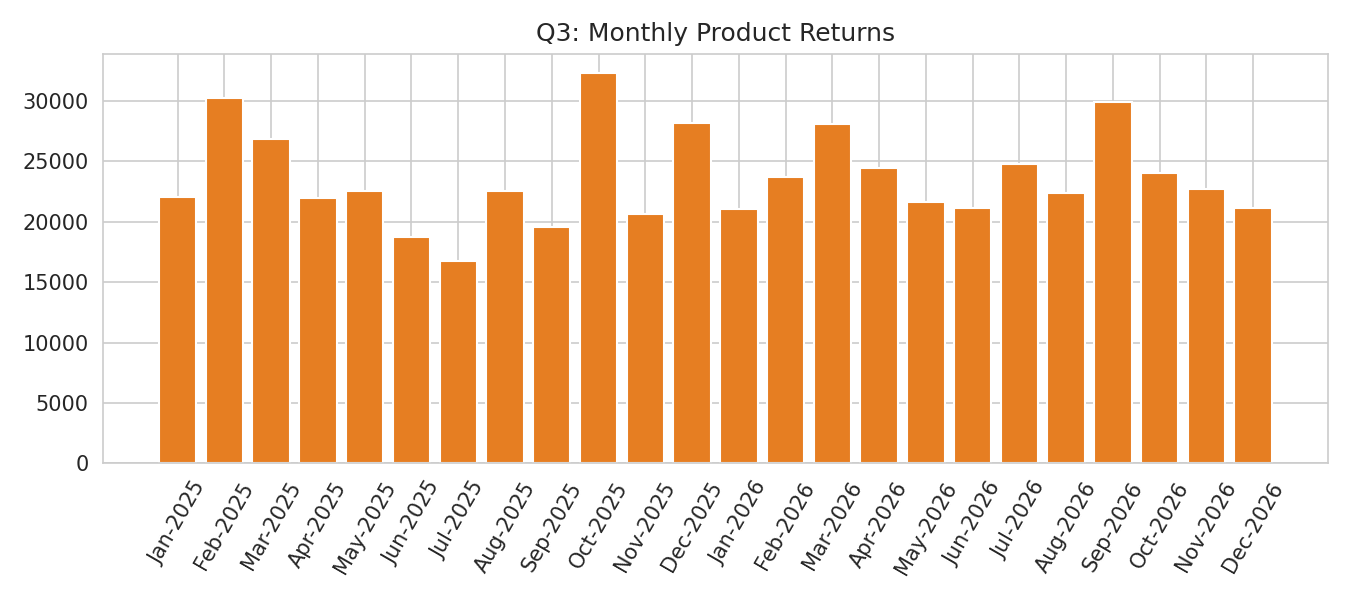 Q3: Monthly Product Returns
30000
25000
20000
15000
10000
5000
0
Jan-2025
Feb-2025
Mar-2025
Apr-2025
May-2025
Jun-2025
Jul-2025
Aug-2025
Sep-2025
Oct-2025
Nov-2025
Dec-2025
Jan-2026
Feb-2026
Mar-2026
Apr-2026
May-2026
Jun-2026
Jul-2026
Aug-2026
Sep-2026
Oct-2026
Nov-2026
Dec-2026